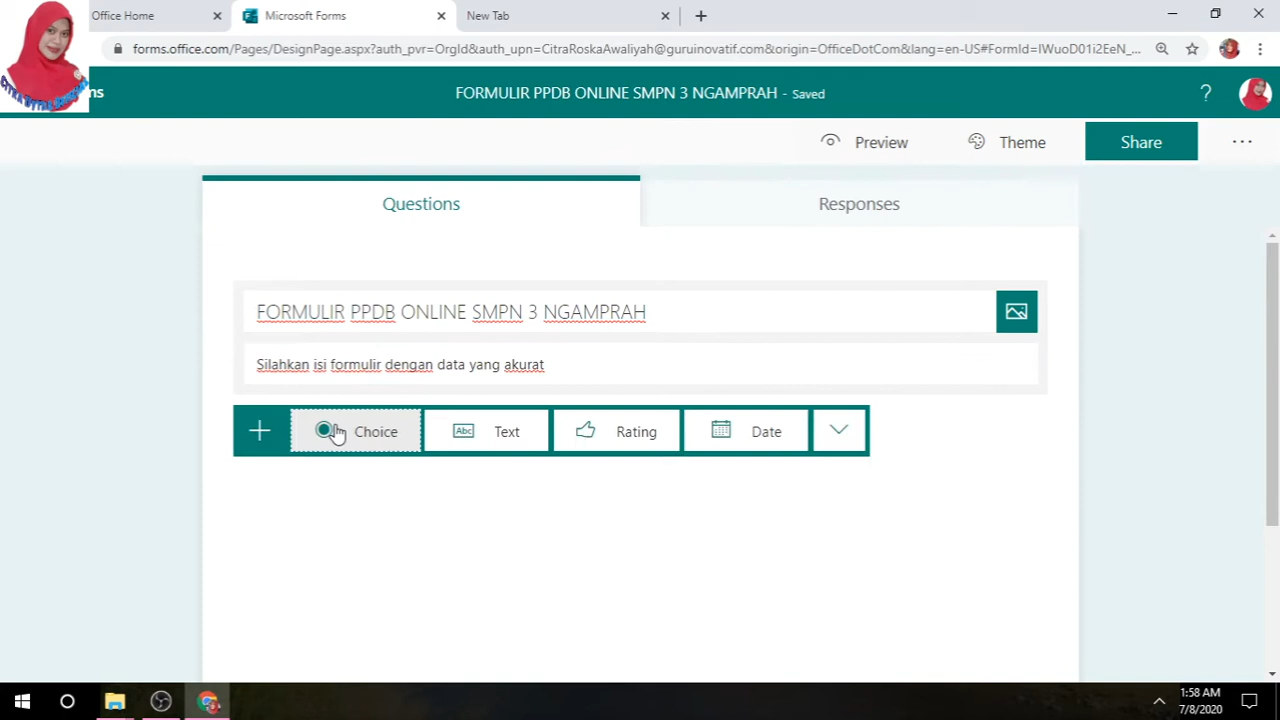 Office Home
Microsoft Forms
New Tab
forms.office.com/Pages/DesignPage.aspx?auth_pvr=OrgId&auth_upn=CitraRoskaAwaliyah@guruinovatif.com&origin=OfficeDotCom&lang=en-US#FormId=IWuoD01i2EeN_...
FORMULIR PPDB ONLINE SMPN 3 NGAMPRAH - Saved
?
Preview
Theme
Share
Questions
Responses
FORMULIR PPDB ONLINE SMPN 3 NGAMPRAH
Silahkan isi formulir dengan data yang akurat
Choice
Abc Text
Rating
Date
1:58 AM
7/8/2020